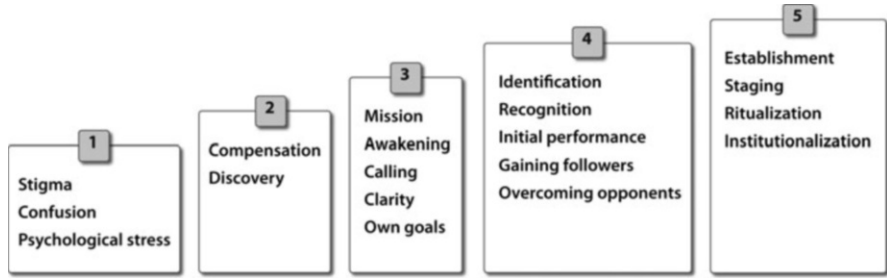 1
Stigma
Confusion
Psychological stress
2
Compensation
Discovery
3
Mission
Awakening
Calling
Clarity
Own goals
4
Identification
Recognition
Initial performance
Gaining followers
Overcoming opponents
5
Establishment
Staging
Ritualization
Institutionalization